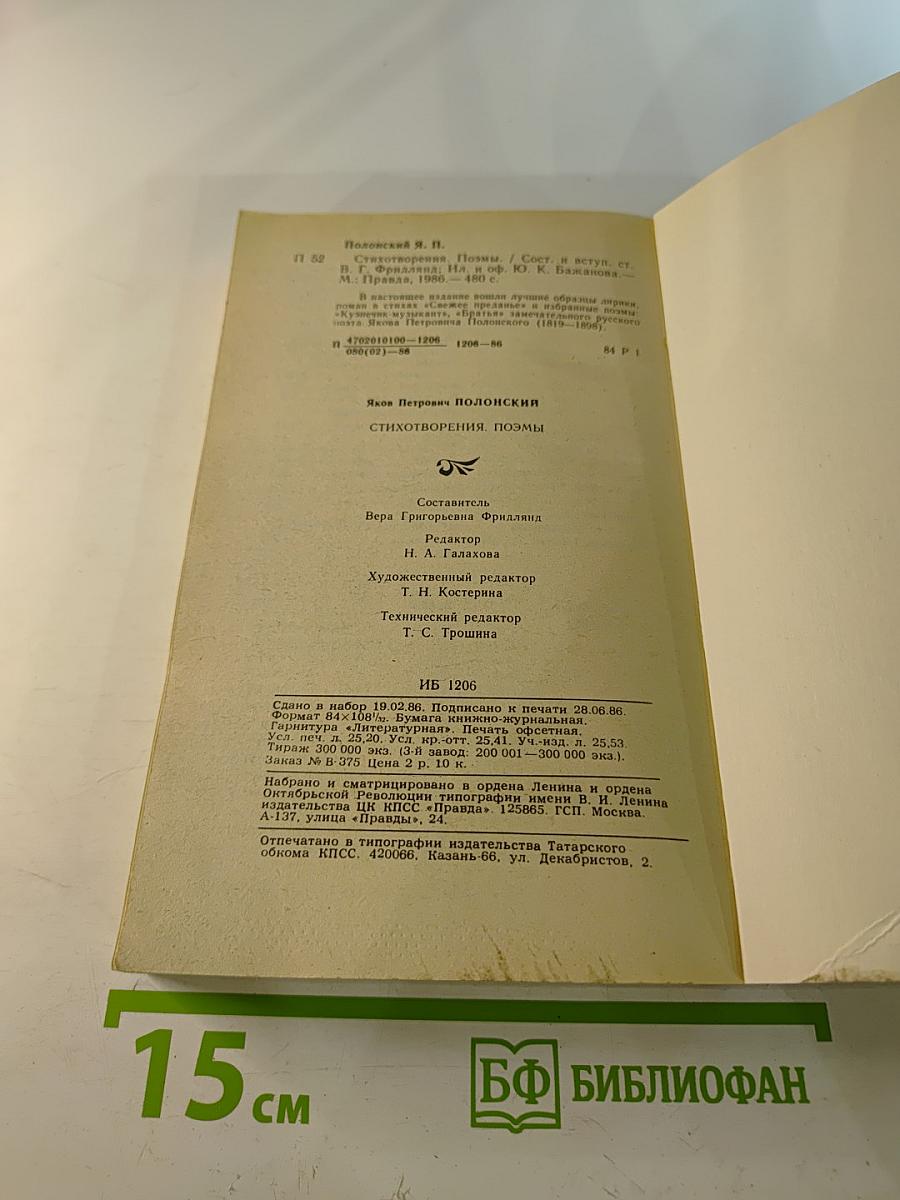 Полонский Я. П.
П 52 Стихотворения. Поэмы. / Сост. и вступ. ст.
В. Г. Фридлянд; Ил. и оф. Ю. К. Бажанова.—
М.: Правда, 1986.— 480 с.
В настоящее издание вошли лучшие образцы лирики,
роман в стихах «Свежее преданье» и избранные поэмы:
«Кузнечик-музыкант», «Братья» замечательного русского
поэта Якова Петровича Полонского (1819—1898).
П 4702010100—1206 1206—86 84 Р 1
080(02)—86
Яков Петрович ПОЛОНСКИЙ
СТИХОТВОРЕНИЯ. ПОЭМЫ
Составитель
Вера Григорьевна Фридлянд
Редактор
Н. А. Галахова
Художественный редактор
Т. Н. Костерина
Технический редактор
Т. С. Трошина
ИБ 1206
Сдано в набор 19.02.86. Подписано к печати 28.06.86.
Формат 84×108¹/₃₂. Бумага книжно-журнальная.
Гарнитура «Литературная». Печать офсетная.
Усл. печ. л. 25,20. Усл. кр.-отт. 25,41. Уч.-изд. л. 25,53.
Тираж 300 000 экз. (3-й завод: 200 001—300 000 экз.).
Заказ № В-375 Цена 2 р. 10 к.
Набрано и сматрицировано в ордена Ленина и ордена
Октябрьской Революции типографии имени В. И. Ленина
издательства ЦК КПСС «Правда». 125865. ГСП. Москва.
А-137, улица «Правды», 24.
Отпечатано в типографии издательства Татарского
обкома КПСС. 420066, Казань-66, ул. Декабристов, 2.
15 см
БФ БИБЛИОФАН